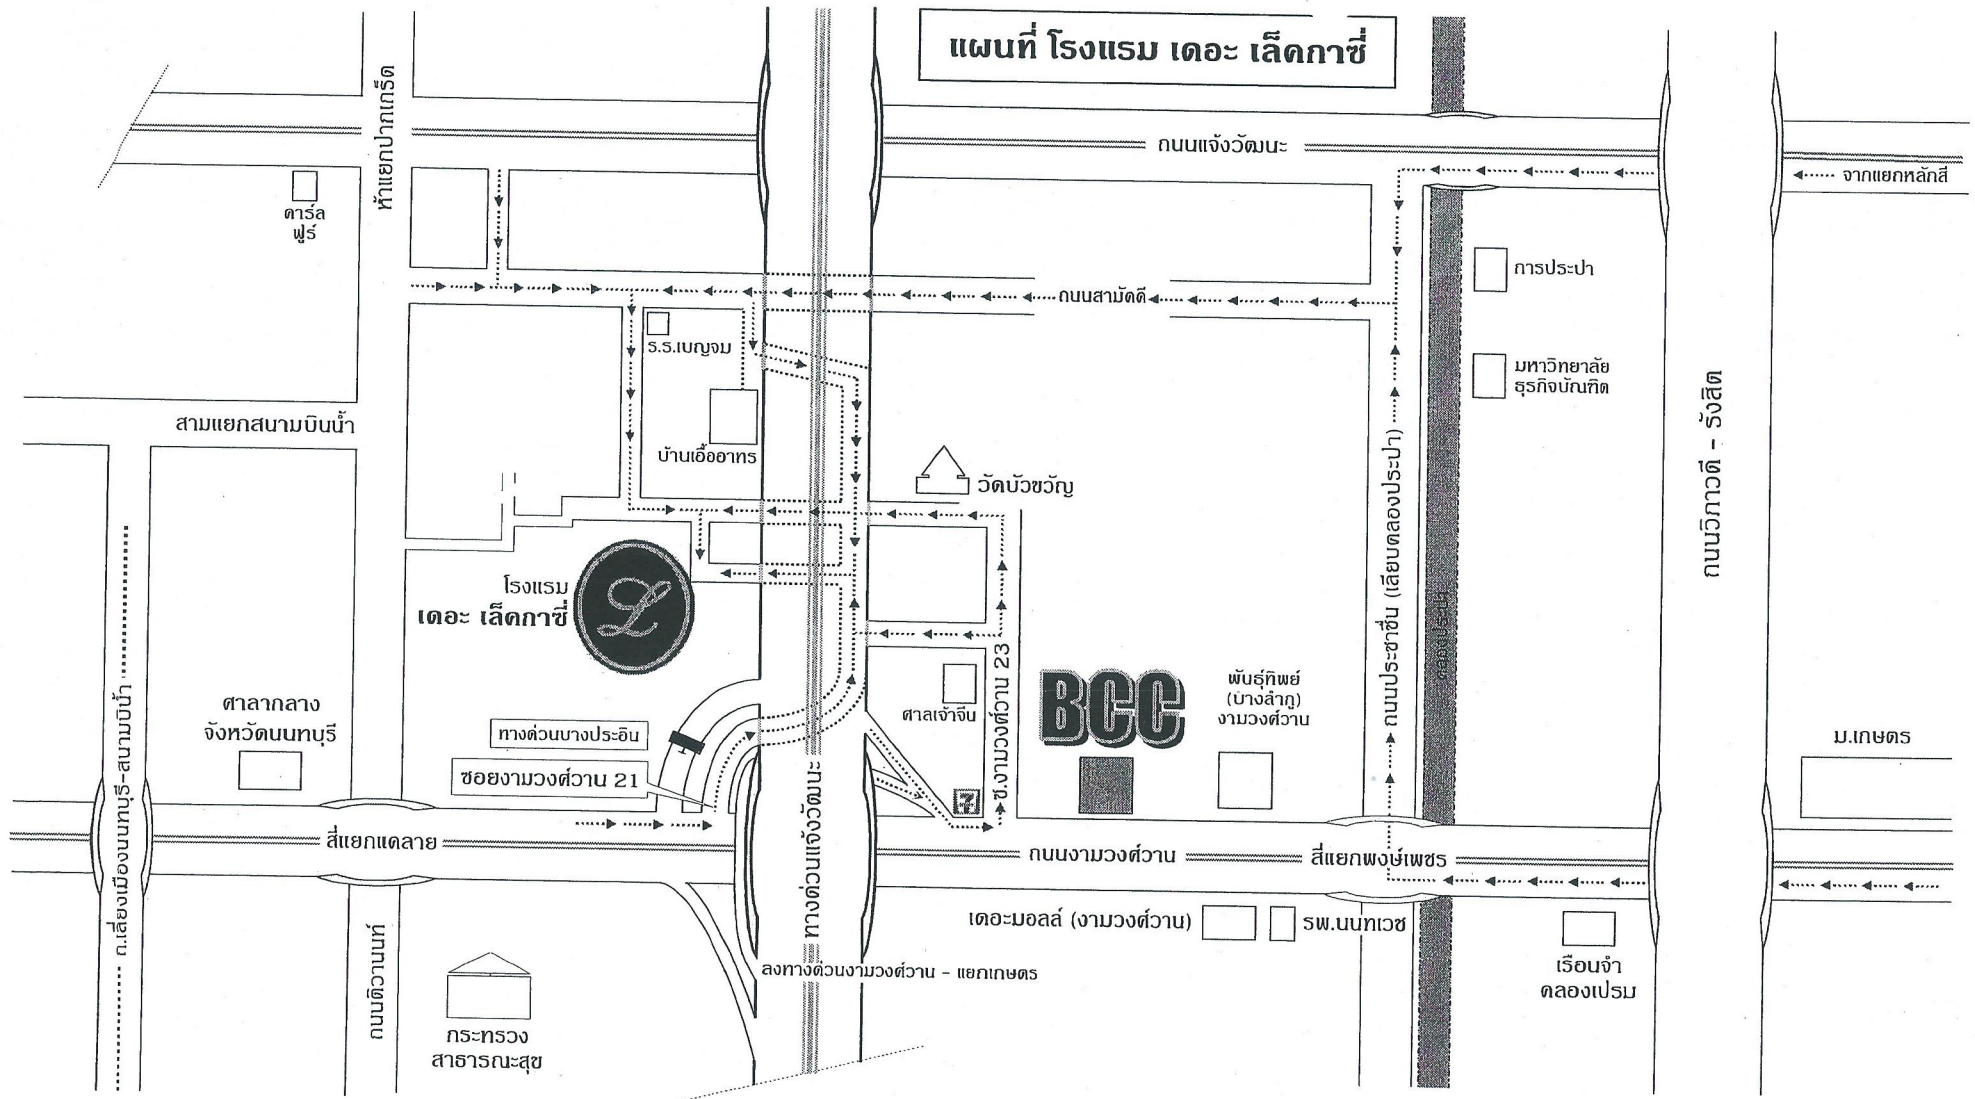 แผนที่ โรงแรม เดอะ เล็คกาซี่
ห้าแยกปากเกร็ด
ถนนแจ้งวัฒนะ
จากแยกหลักสี่
คาร์ล
ฟูร์
การประปา
ถนนสามัคคี
ร.ร.เบญจม
มหาวิทยาลัย
ธุรกิจบัณฑิต
ถนนวิภาวดี - รังสิต
สามแยกสนามบินน้ำ
บ้านเอื้ออาทร
วัดบัวขวัญ
ถนนประชาชื่น (เลียบคลองประปา)
คลองประปา
โรงแรม
เดอะ เล็คกาซี่
L
ซ.งามวงศ์วาน 23
BCC
พันธุ์ทิพย์
(บางลำภู)
งามวงศ์วาน
ศาลเจ้าจีน
ศาลากลาง
จังหวัดนนทบุรี
ถ.เลี่ยงเมืองนนทบุรี-สนามบินน้ำ
ทางด่วนบางปะอิน
ซอยงามวงศ์วาน 21
ทางด่วนแจ้งวัฒนะ
7
ม.เกษตร
สี่แยกแคลาย
ถนนงามวงศ์วาน
สี่แยกพงษ์เพชร
เดอะมอลล์ (งามวงศ์วาน)
รพ.นนทเวช
ถนนติวานนท์
ลงทางด่วนงามวงศ์วาน - แยกเกษตร
เรือนจำ
คลองเปรม
กระทรวง
สาธารณะสุข